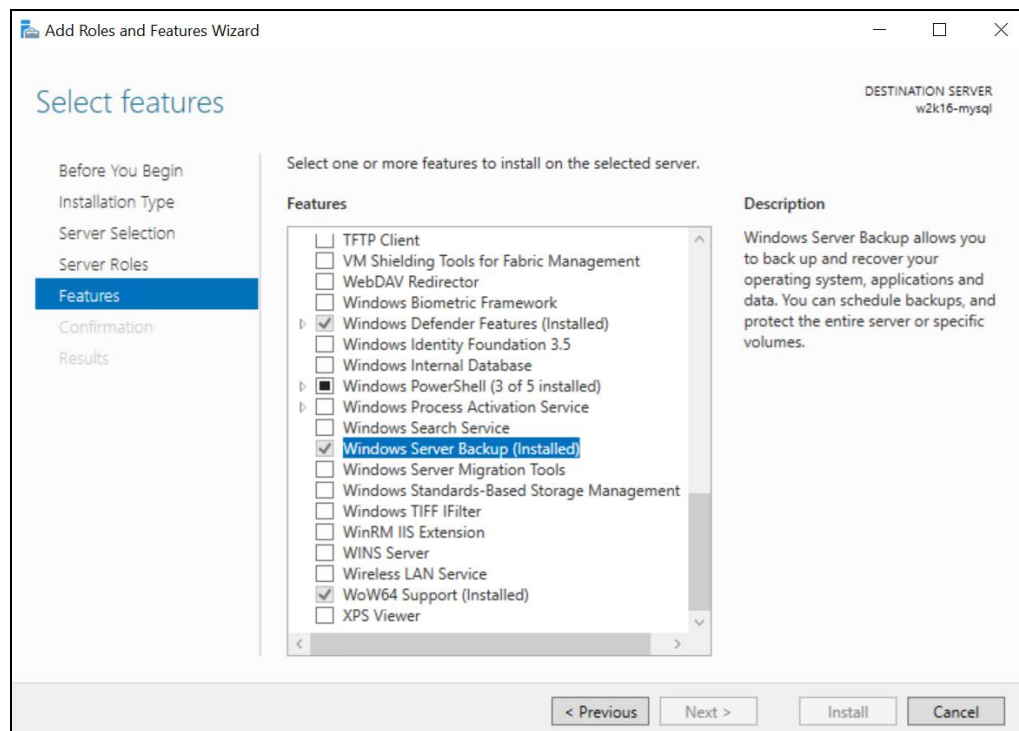 Add Roles and Features Wizard
Select features
DESTINATION SERVER
w2k16-mysql
Before You Begin
Installation Type
Server Selection
Server Roles
Features
Confirmation
Results
Select one or more features to install on the selected server.
Features
TFTP Client
VM Shielding Tools for Fabric Management
WebDAV Redirector
Windows Biometric Framework
Windows Defender Features (Installed)
Windows Identity Foundation 3.5
Windows Internal Database
Windows PowerShell (3 of 5 installed)
Windows Process Activation Service
Windows Search Service
Windows Server Backup (Installed)
Windows Server Migration Tools
Windows Standards-Based Storage Management
Windows TIFF IFilter
WinRM IIS Extension
WINS Server
Wireless LAN Service
WoW64 Support (Installed)
XPS Viewer
Description
Windows Server Backup allows you
to back up and recover your
operating system, applications and
data. You can schedule backups, and
protect the entire server or specific
volumes.
< Previous
Next >
Install
Cancel